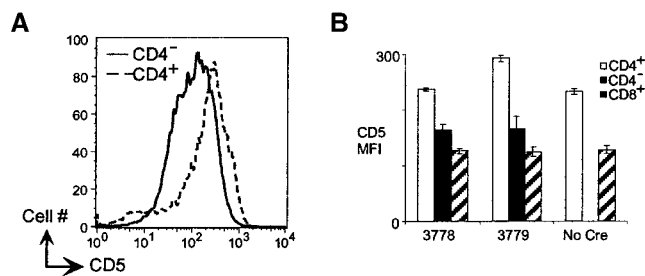 A
100
80
60
40
20
0
CD4⁻
CD4⁺
10⁰ 10¹ 10² 10³ 10⁴
Cell #
CD5
B
300
CD5
MFI
0
CD4⁺
CD4⁻
CD8⁺
3778 3779 No Cre